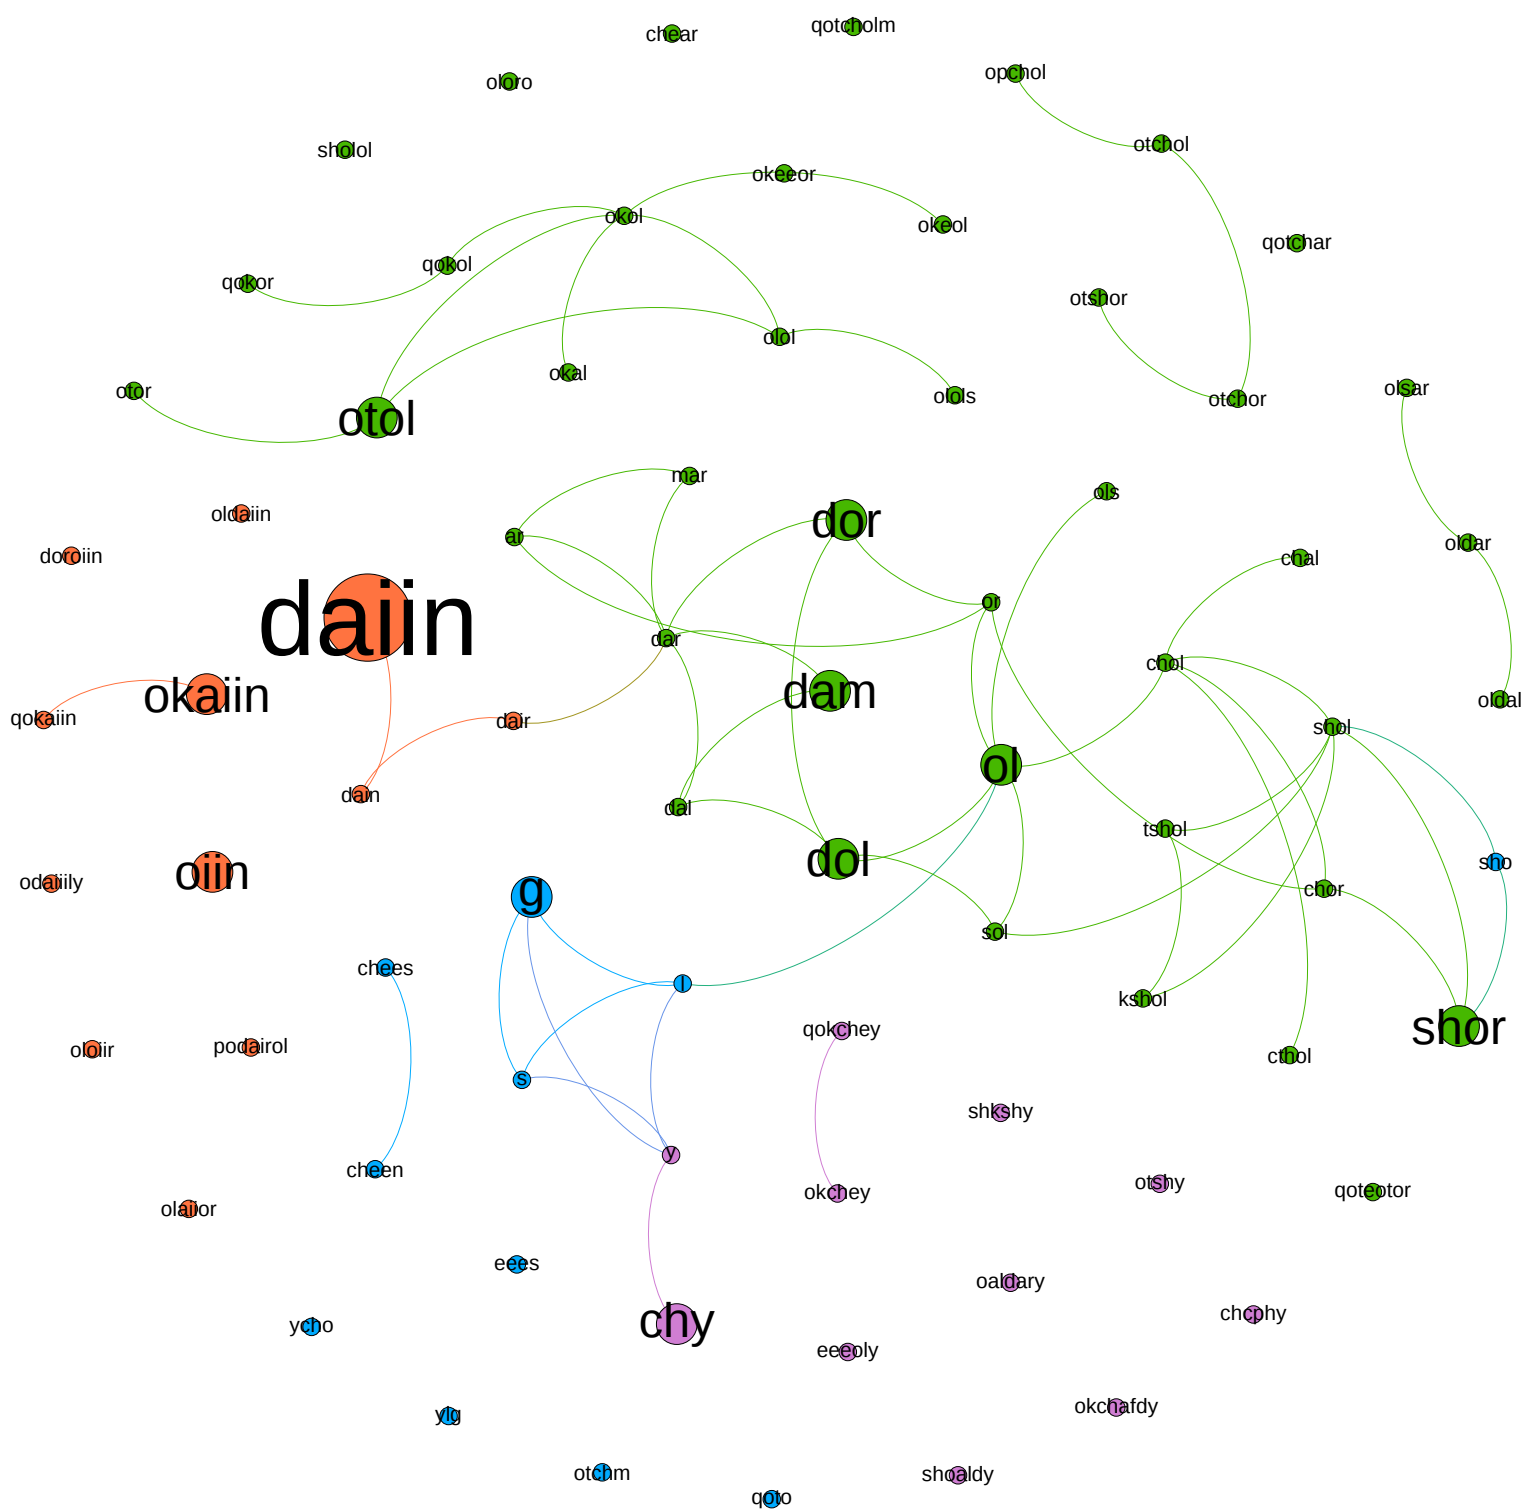 qotcholm
chear
opchol
oloro
otchol
sholol
okeeor
okol
okeol
qotchar
qokol
qokor
otshor
olol
okal
otor
olsar
olols
otchor
otol
mar
ols
oldaiin
dor
ar
oldar
doroiin
chal
or
daiin
dar
chol
dam
okaiin
oldal
qokaiin
dair
shol
ol
dain
dal
tshol
dol
sho
oiin
odaiiily
chor
g
sol
chees
l
kshol
shor
qokchey
podairol
oloiir
cthol
s
shkshy
y
cheen
otshy
qoteotor
okchey
olaiior
eees
oaldary
chcphy
chy
ycho
eeeoly
okchafdy
ylg
otchm
shoaldy
qoto